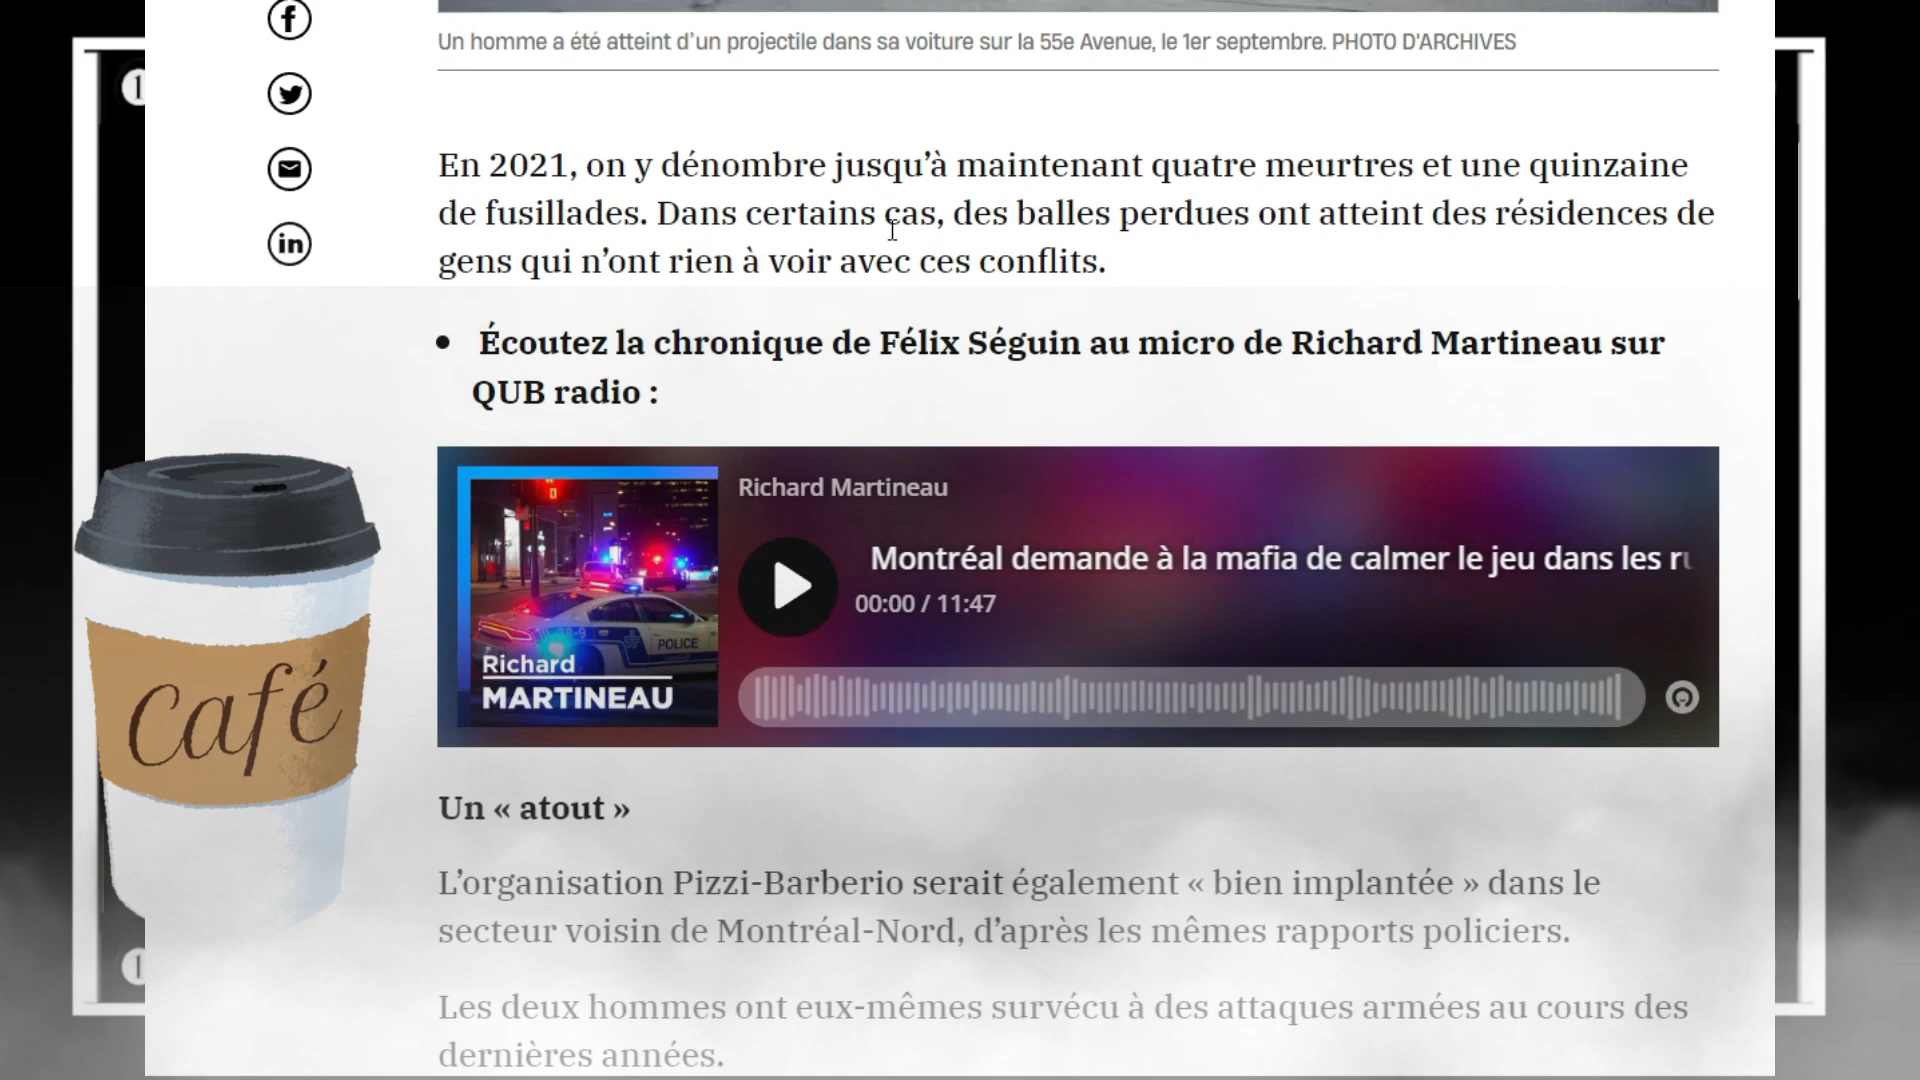 Un homme a été atteint d'un projectile dans sa voiture sur la 55e Avenue, le 1er septembre. PHOTO D'ARCHIVES
En 2021, on y dénombre jusqu'à maintenant quatre meurtres et une quinzaine
de fusillades. Dans certains cas, des balles perdues ont atteint des résidences de
gens qui n'ont rien à voir avec ces conflits.
• Écoutez la chronique de Félix Séguin au micro de Richard Martineau sur
QUB radio :
Richard Martineau
Montréal demande à la mafia de calmer le jeu dans les
00:00 / 11:47
POLICE
Richard
MARTINEAU
Café
Un « atout »
L'organisation Pizzi-Barberio serait également « bien implantée » dans le
secteur voisin de Montréal-Nord, d'après les mêmes rapports policiers.
Les deux hommes ont eux-mêmes survécu à des attaques armées au cours des
dernières années.